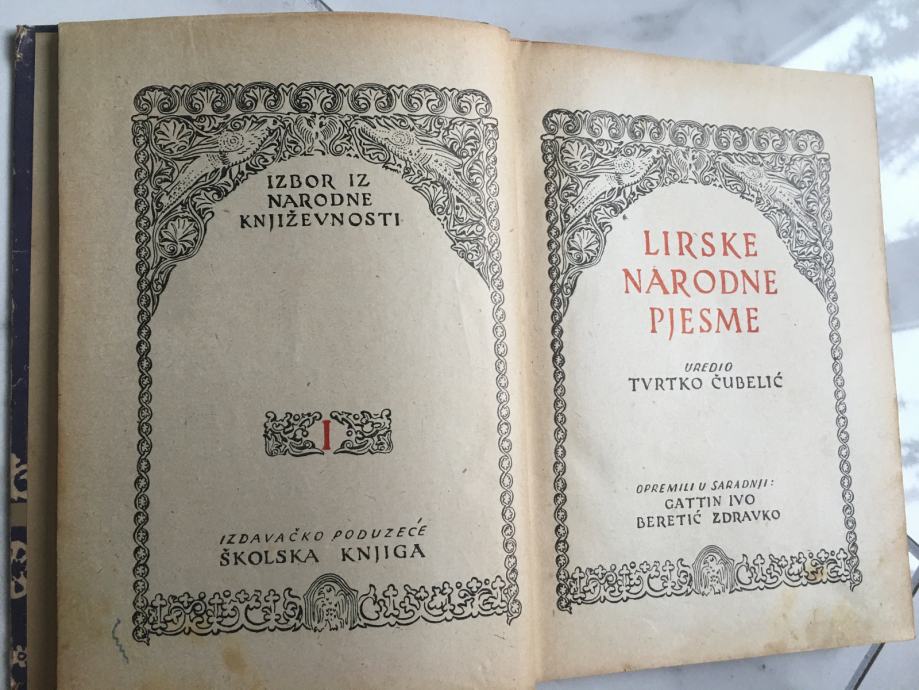 IZBOR IZ
NARODNE
KNJIŽEVNOSTI
I
IZDAVAČKO PODUZEĆE
ŠKOLSKA KNJIGA
LIRSKE
NARODNE
PJESME
UREDIO
TVRTKO ČUBELIĆ
OPREMILI U SARADNJI:
GATTIN IVO
BERETIĆ ZDRAVKO